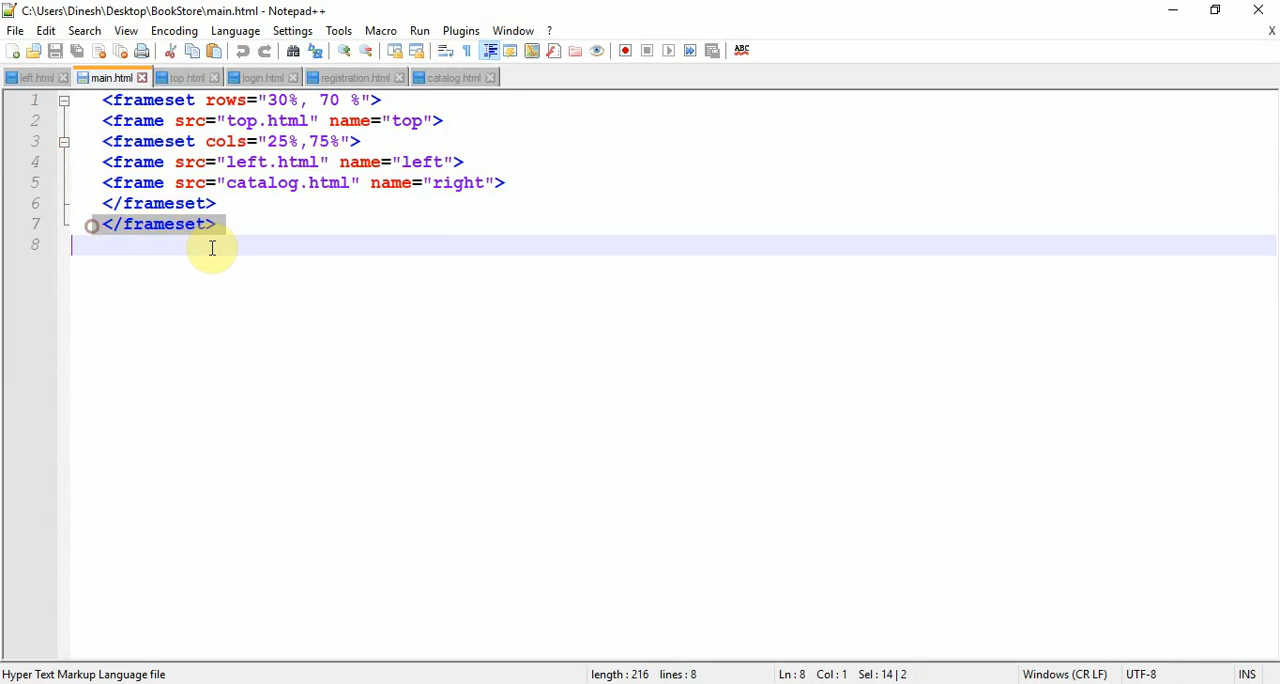 C:\Users\Dinesh\Desktop\BookStore\main.html - Notepad++
File Edit Search View Encoding Language Settings Tools Macro Run Plugins Window ? X
ABC
left.html main.html top.html login.html registration.html catalog.html
1 <frameset rows="30%, 70 %">
2 <frame src="top.html" name="top">
3 <frameset cols="25%,75%">
4 <frame src="left.html" name="left">
5 <frame src="catalog.html" name="right">
6 </frameset>
7 </frameset>
8
Hyper Text Markup Language file length : 216 lines : 8 Ln : 8 Col : 1 Sel : 14 | 2 Windows (CR LF) UTF-8 INS